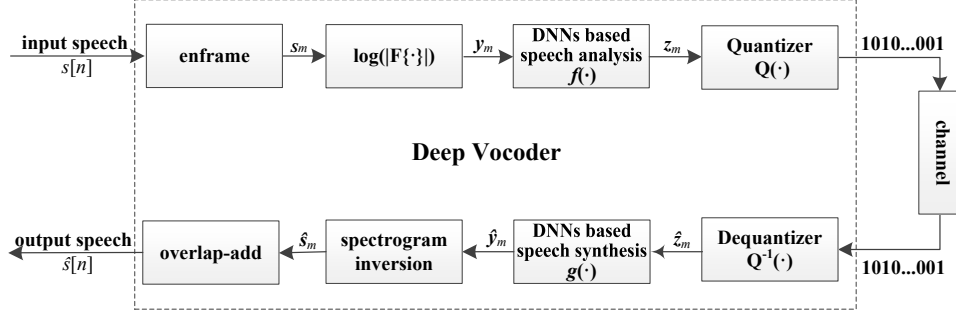 input speech
s[n]
enframe
s_m
log(|F{·}|)
y_m
DNNs based
speech analysis
f(·)
z_m
Quantizer
Q(·)
1010...001
channel
Deep Vocoder
1010...001
Dequantizer
Q⁻¹(·)
ẑ_m
DNNs based
speech synthesis
g(·)
ŷ_m
spectrogram
inversion
ŝ_m
overlap-add
output speech
ŝ[n]